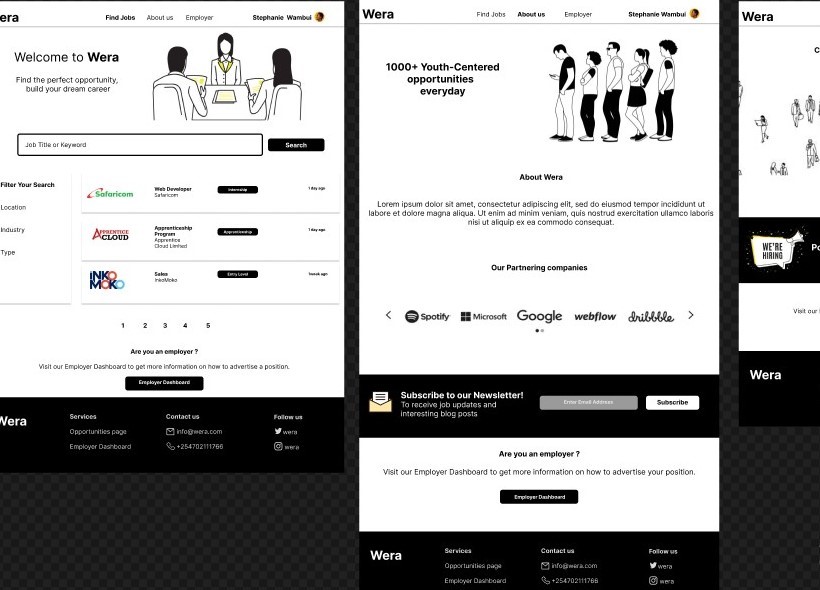 Wera
Find Jobs About us Employer Stephanie Wambui
Welcome to Wera
Find the perfect opportunity,
build your dream career
Job Title or Keyword Search
Filter Your Search
Location
Industry
Type
Safaricom
Web Developer
Safaricom
Internship
1 day ago
APPRENTICE
CLOUD
Apprenticeship
Program
Apprentice
Cloud Limited
Apprenticeship
1 day ago
INKO
MOKO
Sales
InkoMoko
Entry Level
1 week ago
1 2 3 4 5
Are you an employer ?
Visit our Employer Dashboard to get more information on how to advertise a position.
Employer Dashboard
Wera
Services
Opportunities page
Employer Dashboard
Contact us
info@wera.com
+254702111766
Follow us
wera
wera
Wera
Find Jobs About us Employer Stephanie Wambui
1000+ Youth-Centered
opportunities
everyday
About Wera
Lorem ipsum dolor sit amet, consectetur adipiscing elit, sed do eiusmod tempor incididunt ut
labore et dolore magna aliqua. Ut enim ad minim veniam, quis nostrud exercitation ullamco laboris
nisi ut aliquip ex ea commodo consequat.
Our Partnering companies
Spotify Microsoft Google webflow dribbble
Subscribe to our Newsletter!
To receive job updates and
interesting blog posts
Enter Email Address Subscribe
Are you an employer ?
Visit our Employer Dashboard to get more information on how to advertise your position.
Employer Dashboard
Wera
Services
Opportunities page
Employer Dashboard
Contact us
info@wera.com
+254702111766
Follow us
wera
wera
Wera
C
WE'RE
HIRING
Po
Visit our
Wera